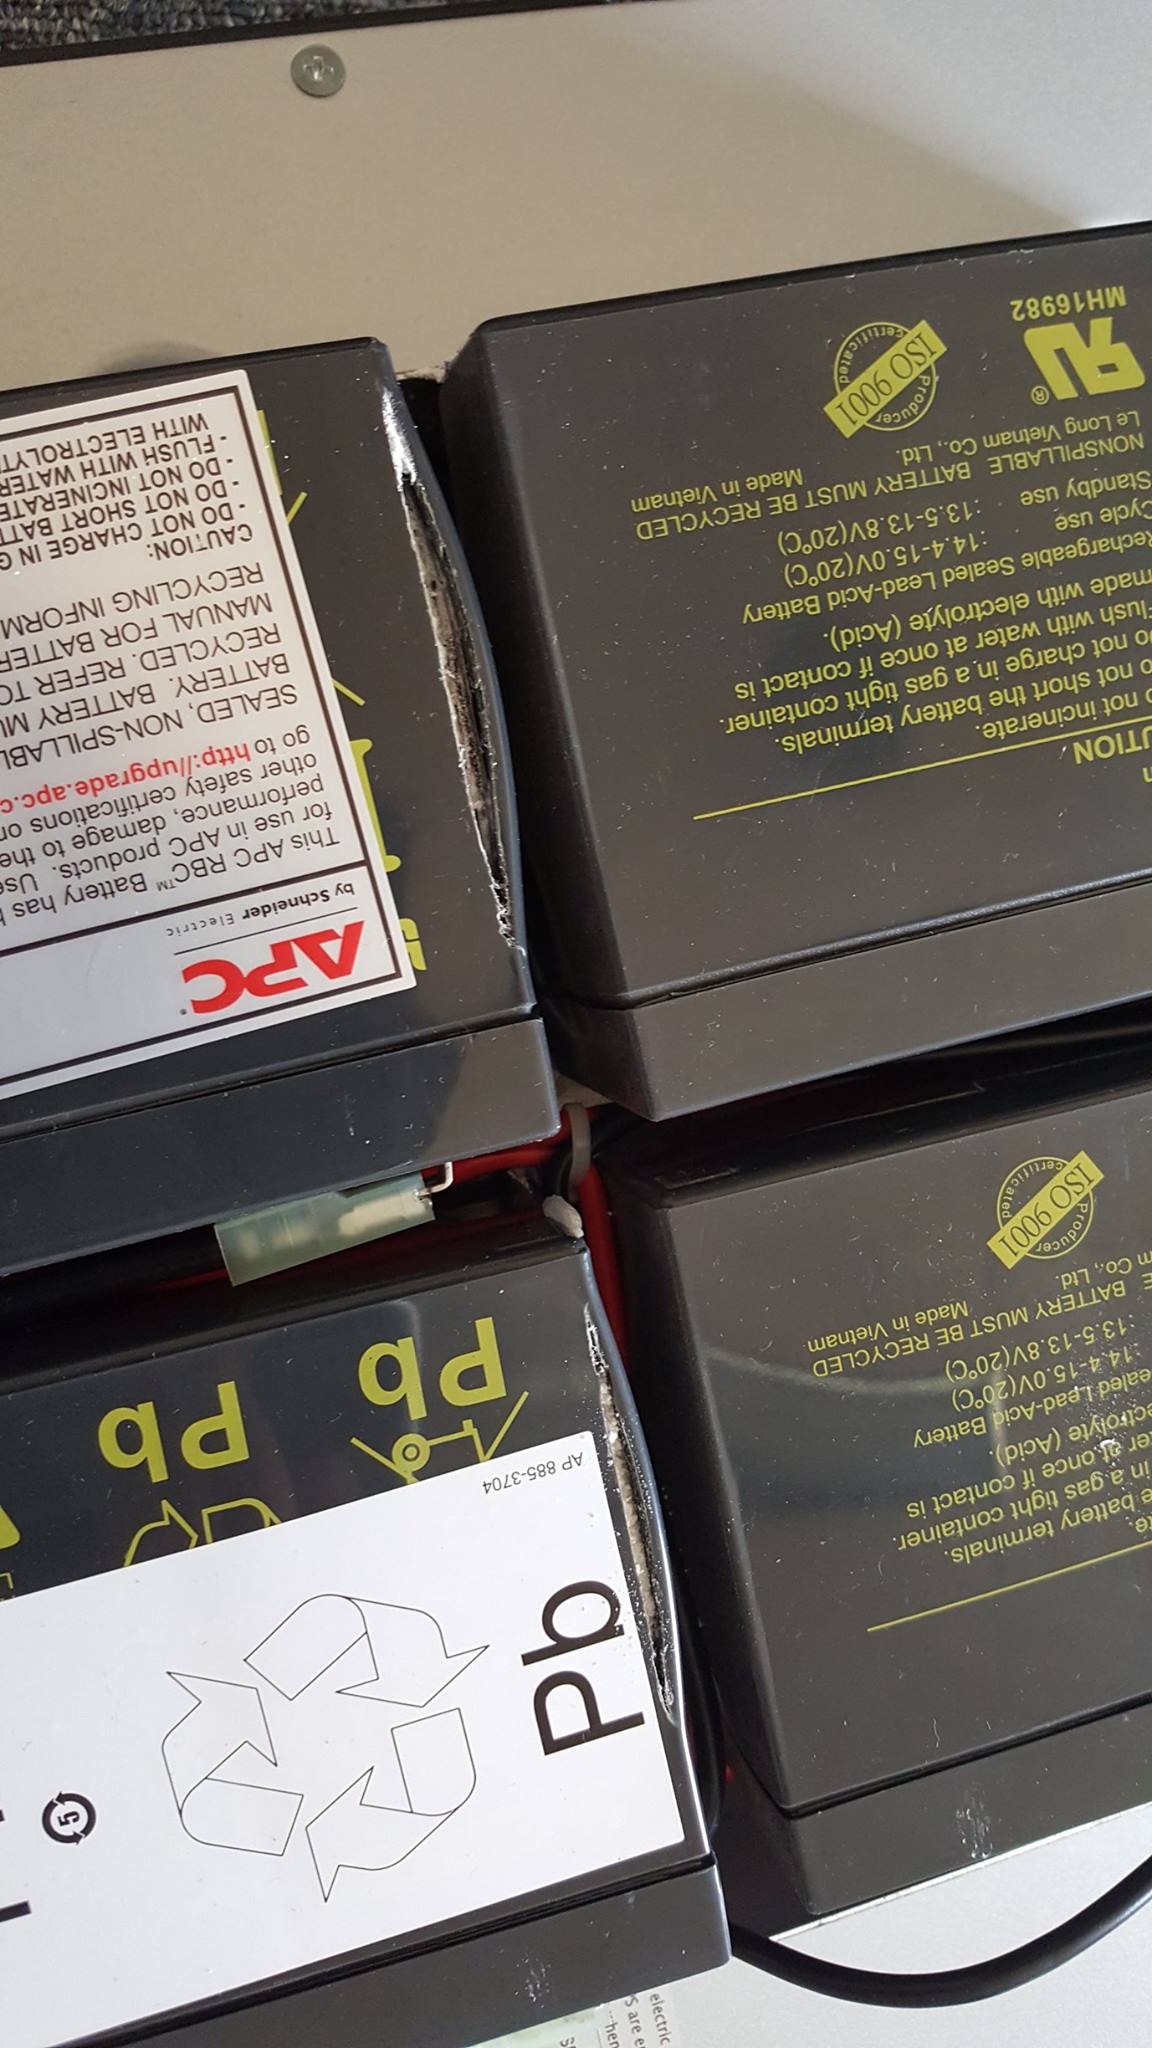 APC®
by Schneider Electric
This APC RBC™ Battery has
for use in APC products. Use
performance, damage to the
other safety certifications or
go to http://upgrade.apc.c
SEALED, NON-SPILLABL
BATTERY. BATTERY MU
RECYCLED. REFER TO
MANUAL FOR BATTER
RECYCLING INFORM
CAUTION:
- DO NOT CHARGE IN G
- DO NOT SHORT BATT
- DO NOT INCINERATE
- FLUSH WITH WATER
WITH ELECTROLYT
UTION
o not incinerate.
o not short the battery terminals.
o not charge in a gas tight container.
Flush with water at once if contact is
made with electrolyte (Acid).
Rechargeable Sealed Lead-Acid Battery
Cycle use :14.4-15.0V(20°C)
Standby use :13.5-13.8V(20°C)
NONSPILLABLE BATTERY MUST BE RECYCLED
Le Long Vietnam Co., Ltd Made in Vietnam
ISO 9001
Certified Producer
®
MH16982
Pb
Pb
AP 885-3704
Pb
5
te.
e battery terminals.
in a gas tight container.
er at once if contact is
ectrolyte (Acid).
ealed Lead-Acid Battery
:14.4-15.0V(20°C)
:13.5-13.8V(20°C)
E BATTERY MUST BE RECYCLED
m Co., Ltd. Made in Vietnam
ISO 9001
Certificated Producer
electric
S are e
hen